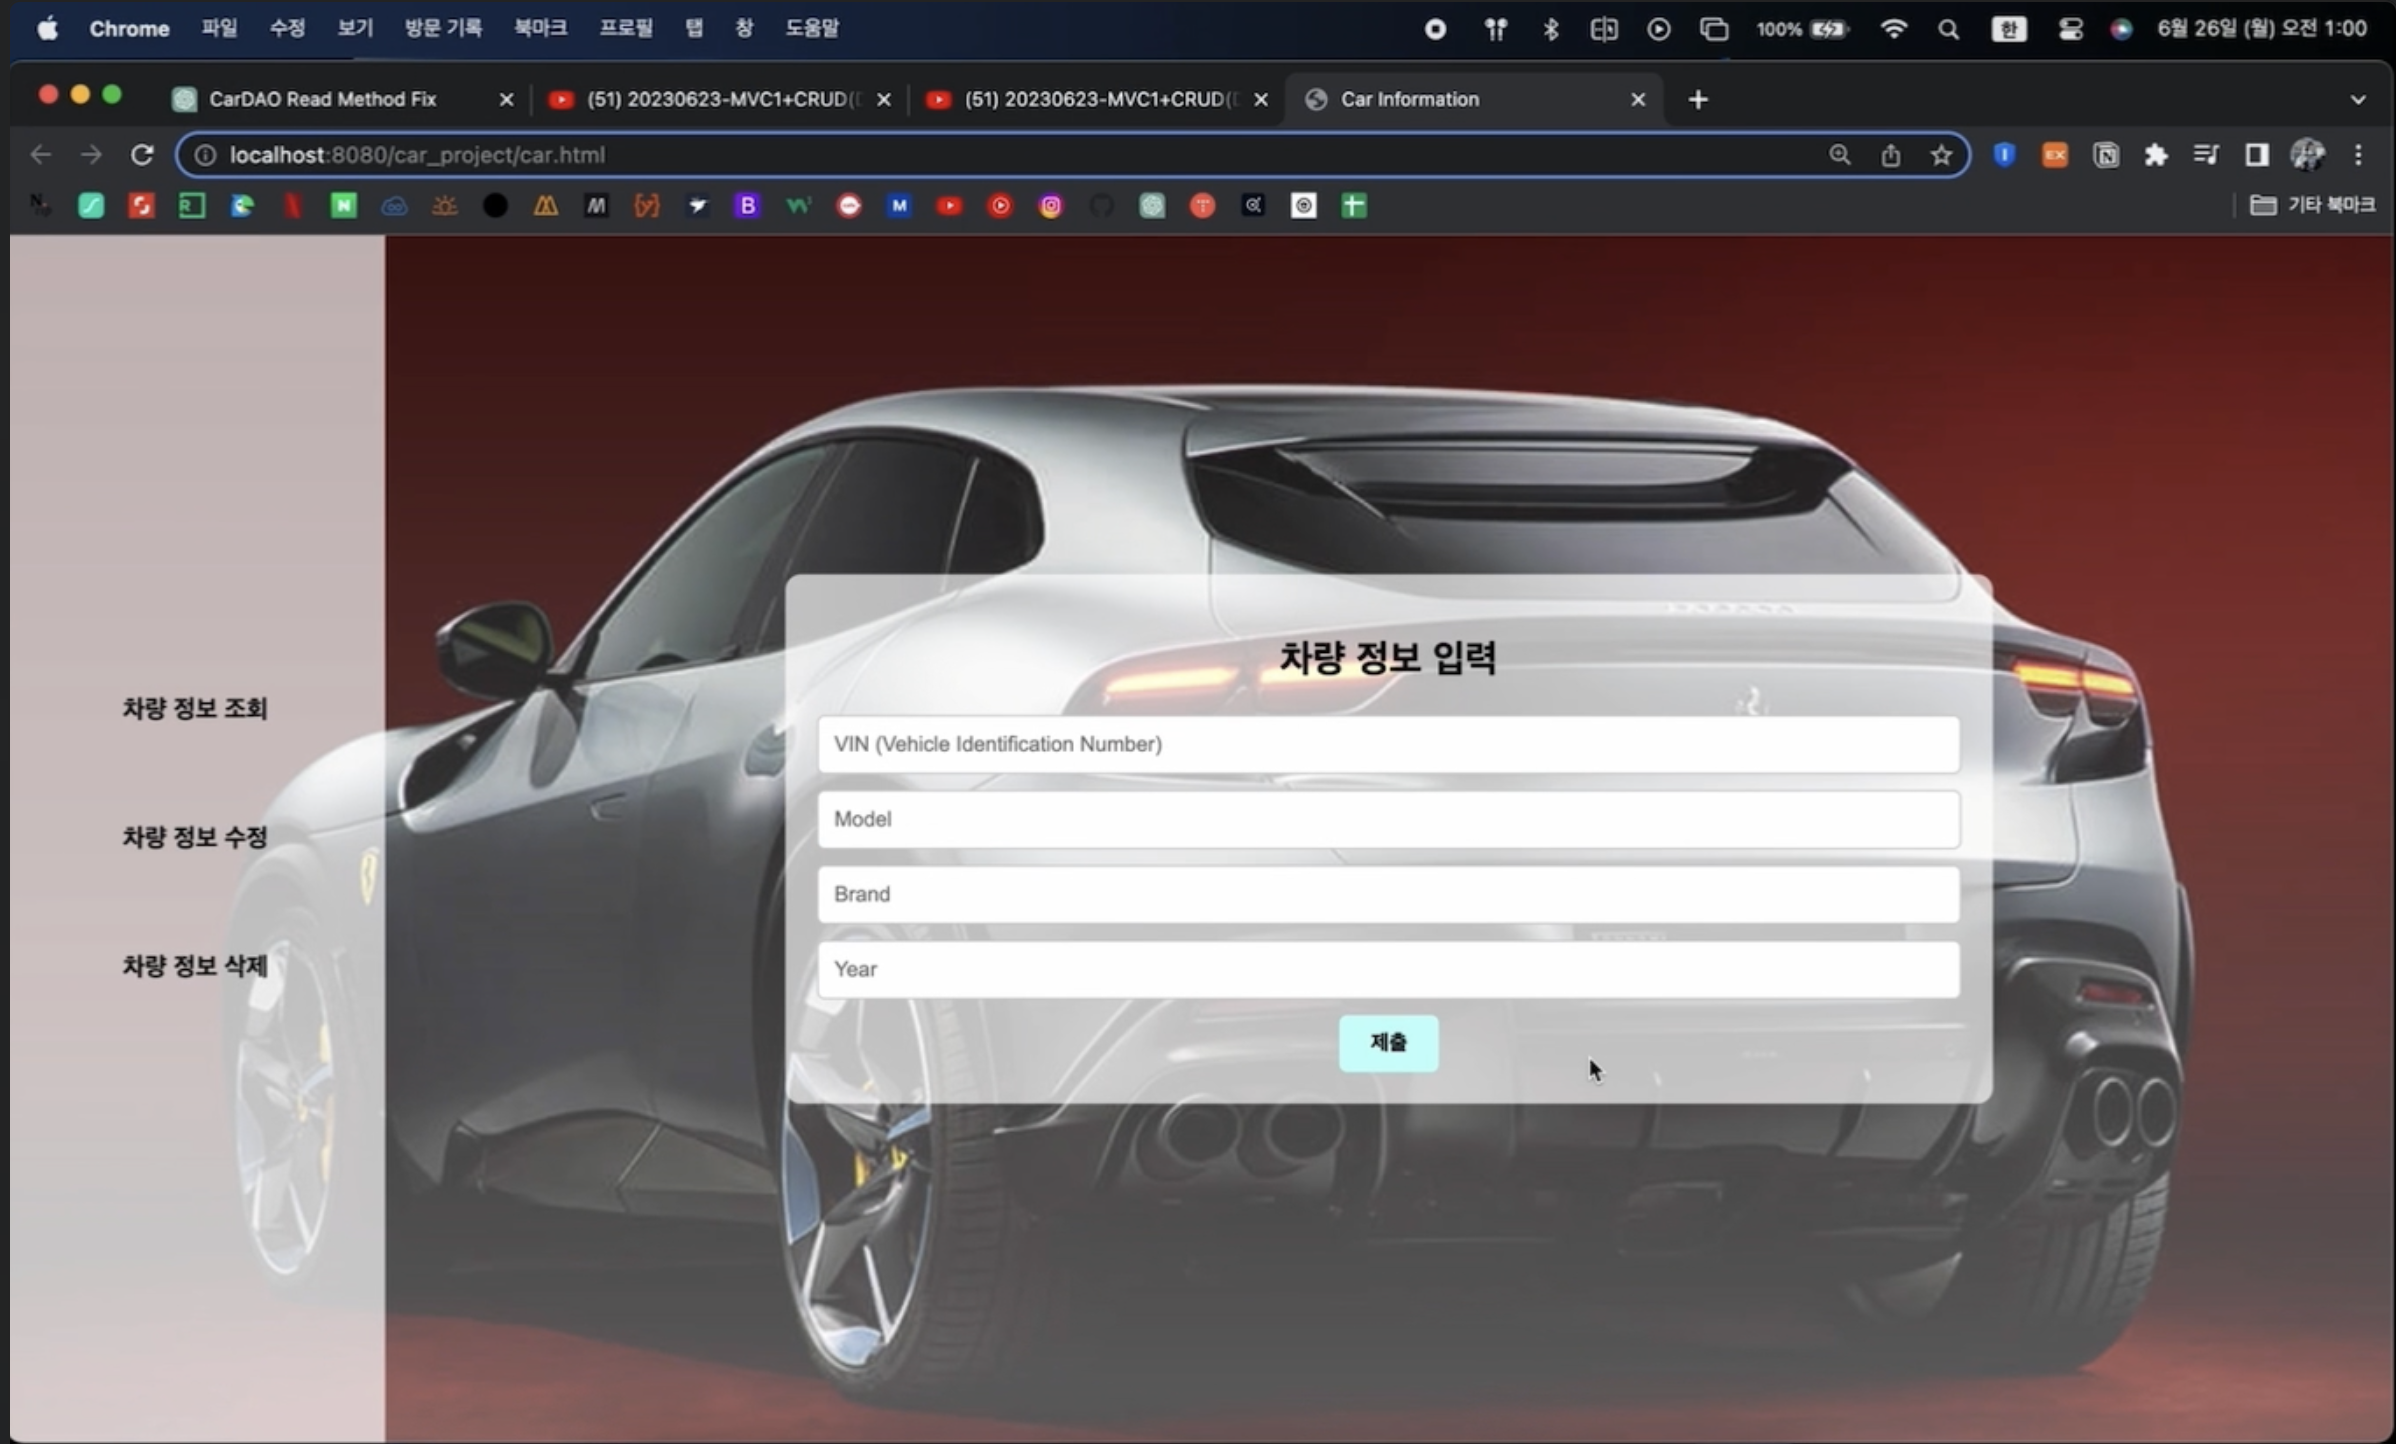 Chrome 파일 수정 보기 방문 기록 북마크 프로필 탭 창 도움말 100% 한 6월 26일 (월) 오전 1:00
CarDAO Read Method Fix (51) 20230623-MVC1+CRUD( (51) 20230623-MVC1+CRUD( Car Information
localhost:8080/car_project/car.html
기타 북마크
차량 정보 입력
차량 정보 조회
VIN (Vehicle Identification Number)
Model
차량 정보 수정
Brand
차량 정보 삭제
Year
제출